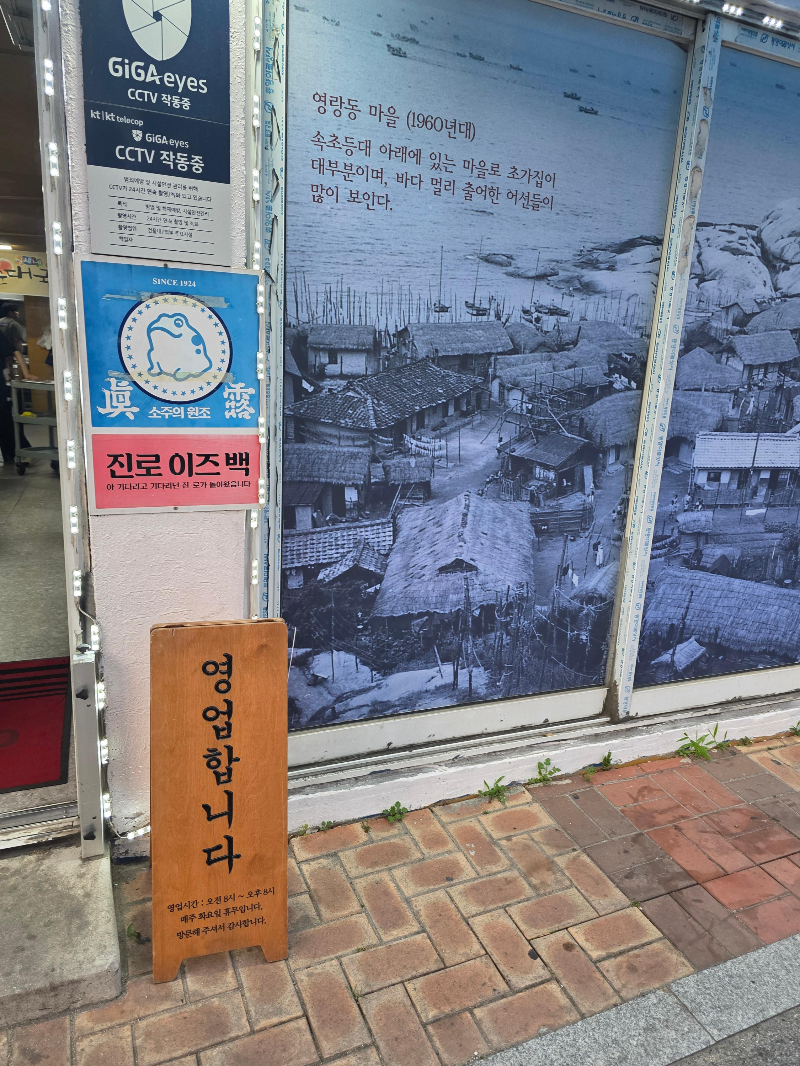 GiGAeyes
CCTV 작동중
kt | kt telecop
GiGAeyes
CCTV 작동중
영랑동 마을 (1960년대)
속초등대 아래에 있는 마을로 초가집이
대부분이며, 바다 멀리 출어한 어선들이
많이 보인다.
SINCE 1924
眞 露
소주의 원조
진로 이즈 백
영업합니다
영업시간 : 오전 8시 ~ 오후 8시
매주 화요일 휴무입니다.
방문해 주셔서 감사합니다.